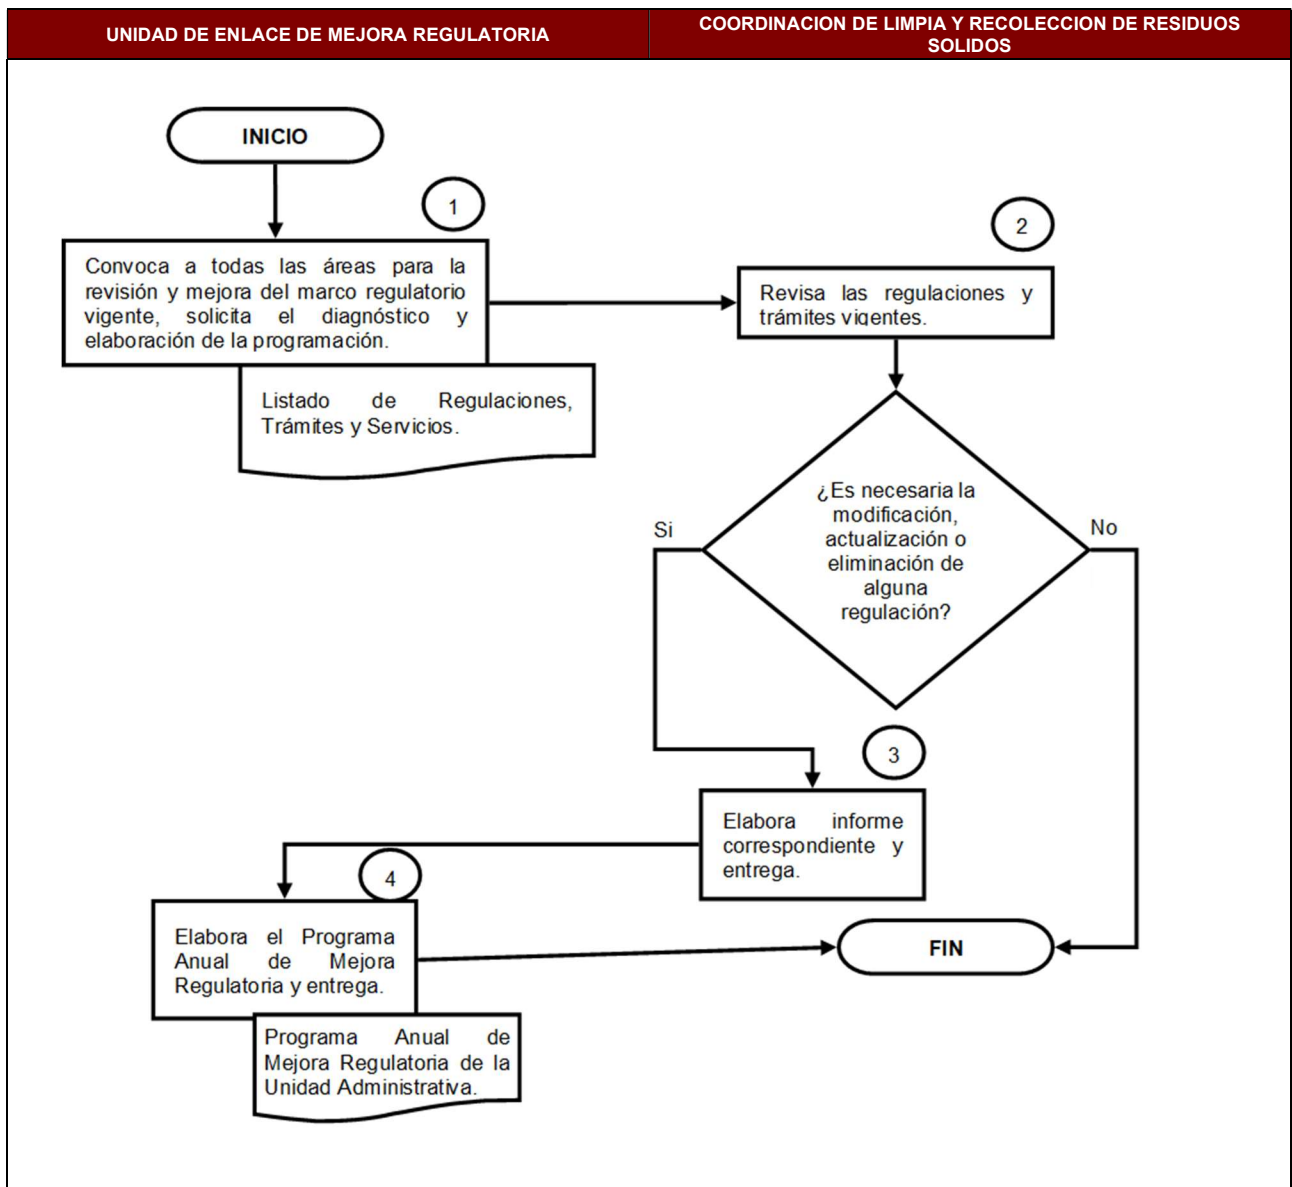 UNIDAD DE ENLACE DE MEJORA REGULATORIA
COORDINACION DE LIMPIA Y RECOLECCION DE RESIDUOS
SOLIDOS
INICIO
1
Convoca a todas las áreas para la
revisión y mejora del marco regulatorio
vigente, solicita el diagnóstico y
elaboración de la programación.
Listado de Regulaciones,
Trámites y Servicios.
2
Revisa las regulaciones y
trámites vigentes.
¿Es necesaria la
modificación,
actualización o
eliminación de
alguna
regulación?
Si
No
3
Elabora informe
correspondiente y
entrega.
4
Elabora el Programa
Anual de Mejora
Regulatoria y entrega.
Programa Anual de
Mejora Regulatoria de la
Unidad Administrativa.
FIN